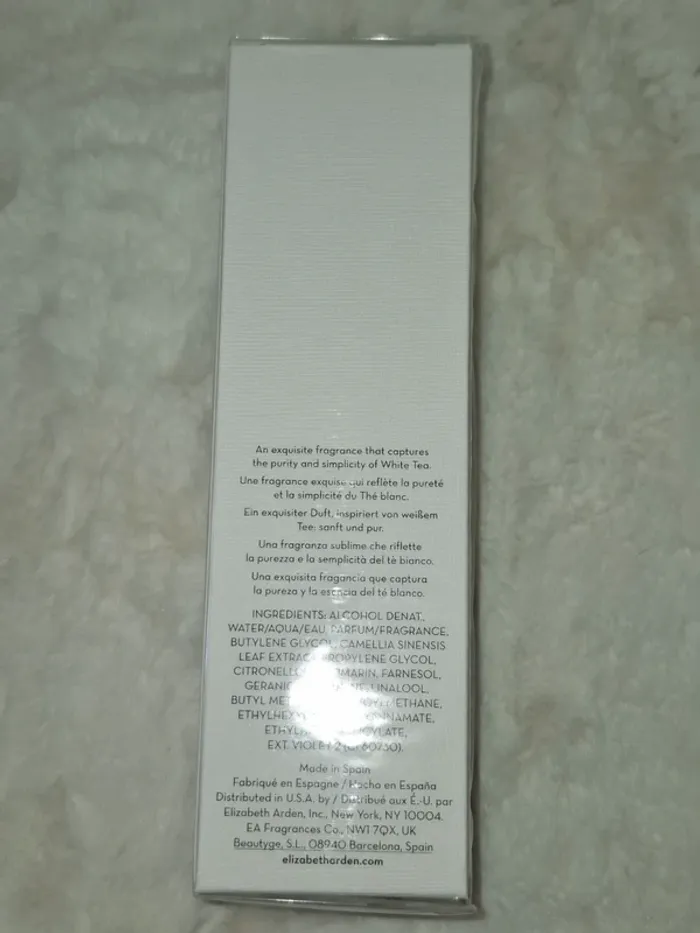 An exquisite fragrance that captures
the purity and simplicity of White Tea.
Une fragrance exquise qui reflète la pureté
et la simplicité du Thé blanc.
Ein exquisiter Duft, inspiriert von weißem
Tee: sanft und pur.
Una fragranza sublime che riflette
la purezza e la semplicità del tè bianco.
Una exquisita fragancia que captura
la pureza y la esencia del té blanco.
INGREDIENTS: ALCOHOL DENAT.
WATER/AQUA/EAU, PARFUM/FRAGRANCE,
BUTYLENE GLYCOL, CAMELLIA SINENSIS
LEAF EXTRACT, PROPYLENE GLYCOL,
FARNESOL,
LINALOOL,
BUTYL
EXT. VIOLET 2 (CI 60730).
Made in Spain
Fabriqué en Espagne / Hecho en España
Distributed in U.S.A. by / Distribué aux É.-U. par
Elizabeth Arden, Inc., New York, NY 10004.
EA Fragrances Co., NW1 7QX, UK
Beautyge, S.L., 08940 Barcelona, Spain
elizabetharden.com